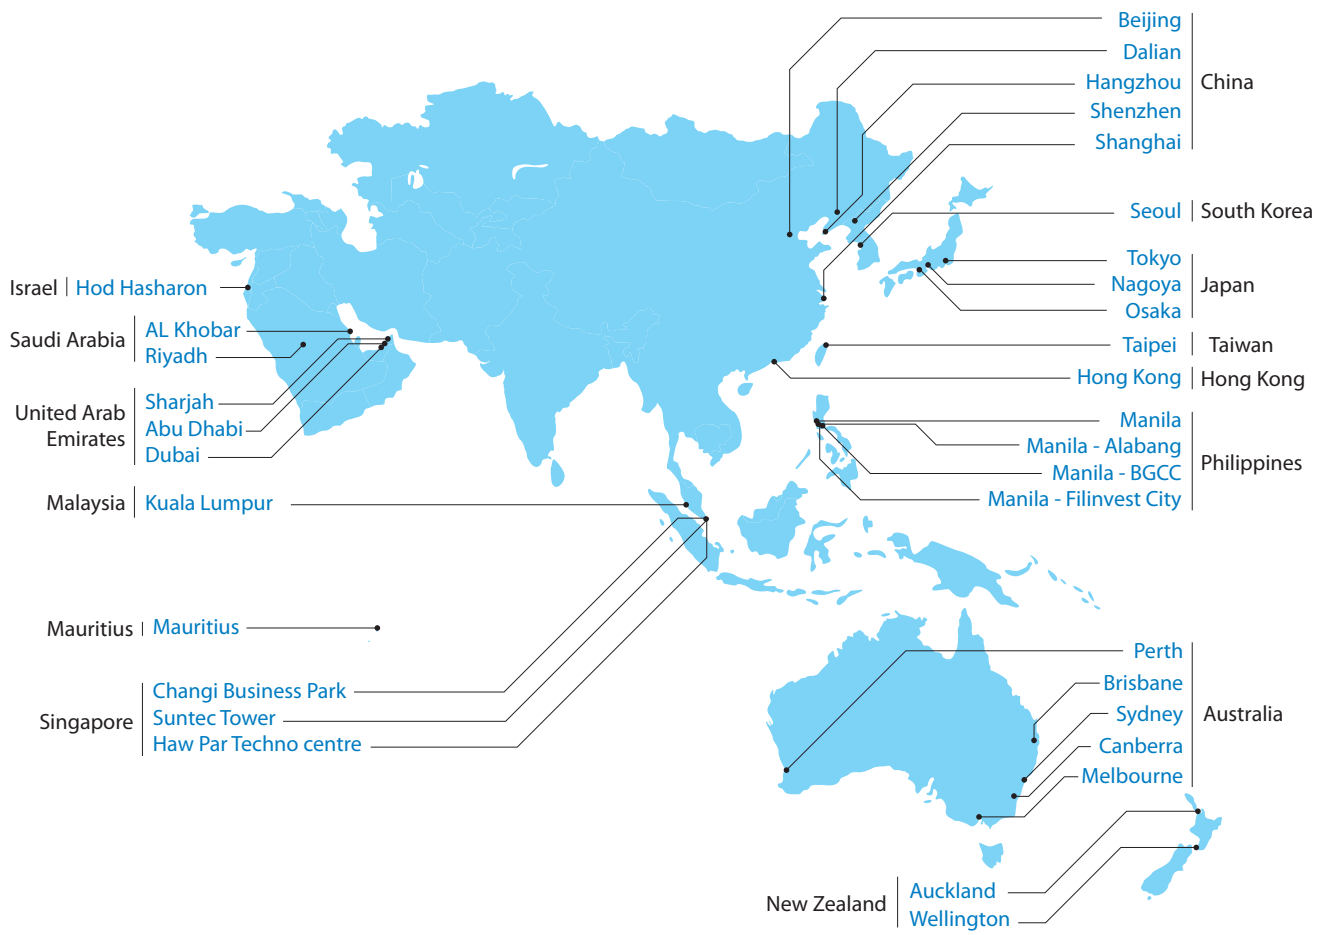 Beijing
Dalian
Hangzhou
Shenzhen
Shanghai
China
Seoul
South Korea
Tokyo
Nagoya
Osaka
Japan
Taipei
Taiwan
Hong Kong
Hong Kong
Manila
Manila - Alabang
Manila - BGCC
Manila - Filinvest City
Philippines
Israel
Hod Hasharon
Saudi Arabia
AL Khobar
Riyadh
United Arab
Emirates
Sharjah
Abu Dhabi
Dubai
Malaysia
Kuala Lumpur
Mauritius
Mauritius
Singapore
Changi Business Park
Suntec Tower
Haw Par Techno centre
Perth
Brisbane
Sydney
Canberra
Melbourne
Australia
New Zealand
Auckland
Wellington